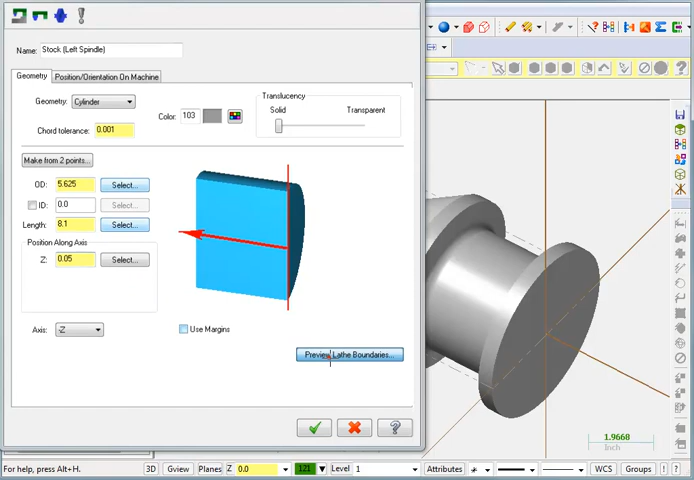 Name: Stock (Left Spindle)
Geometry Position/Orientation On Machine
Geometry: Cylinder
Color: 103
Translucency
Solid Transparent
Chord tolerance: 0.001
Make from 2 points...
OD: 5.625 Select...
ID: 0.0 Select...
Length: 8.1 Select...
Position Along Axis
Z: 0.05 Select...
Axis: -Z
Use Margins
Preview Lathe Boundaries...
1.9668
Inch
For help, press Alt+H. 3D Gview Planes Z 0.0 121 Level 1 Attributes WCS Groups